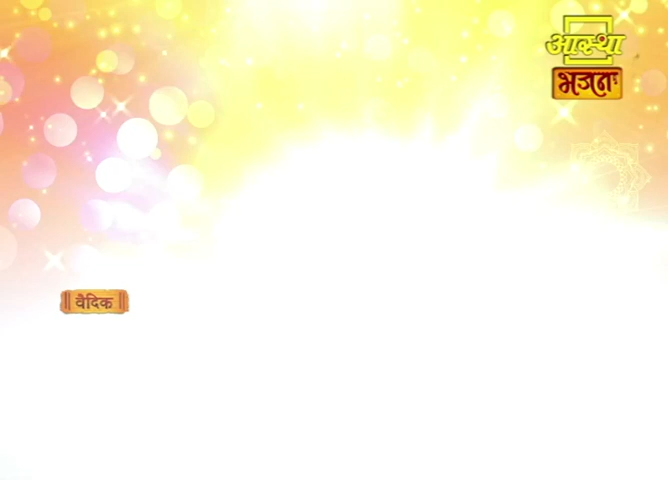 आस्था
भजन
॥ वैदिक ॥